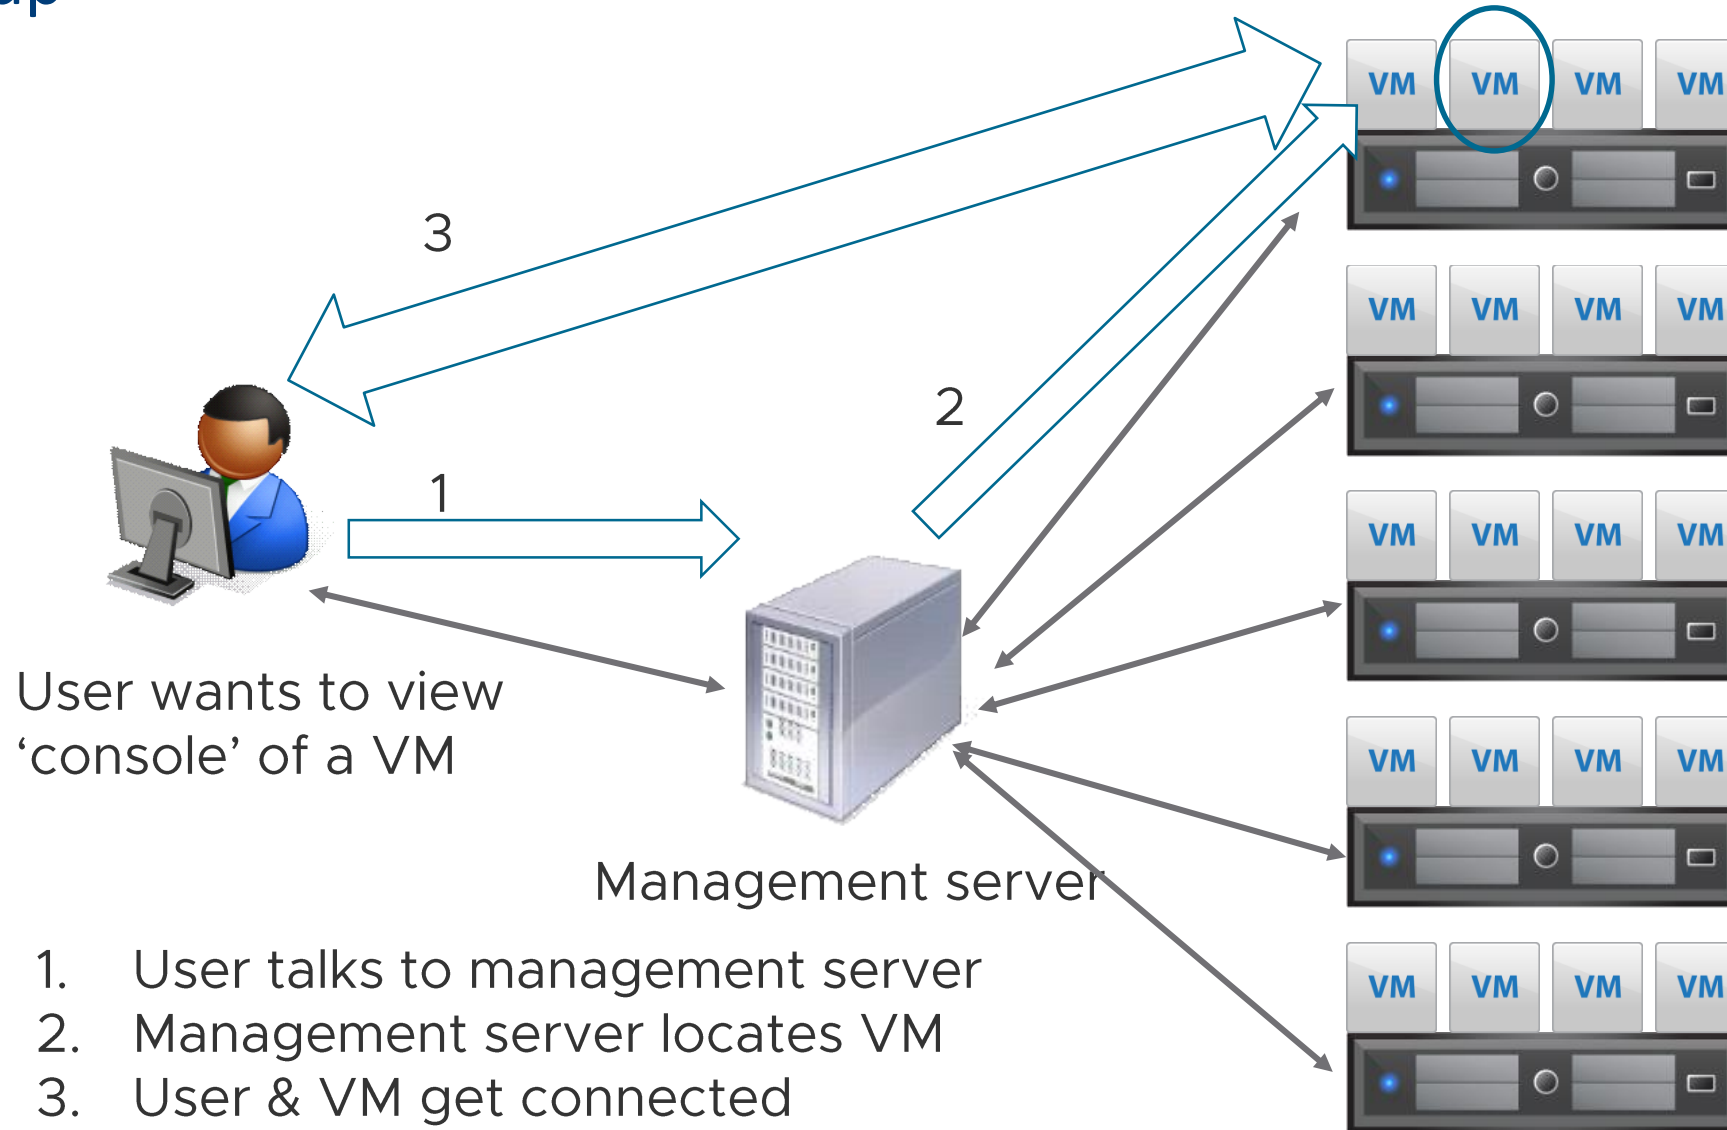 VM VM VM VM
3
VM VM VM VM
2
1
VM VM VM VM
User wants to view
‘console’ of a VM
VM VM VM VM
Management server
1. User talks to management server
2. Management server locates VM
3. User & VM get connected
VM VM VM VM